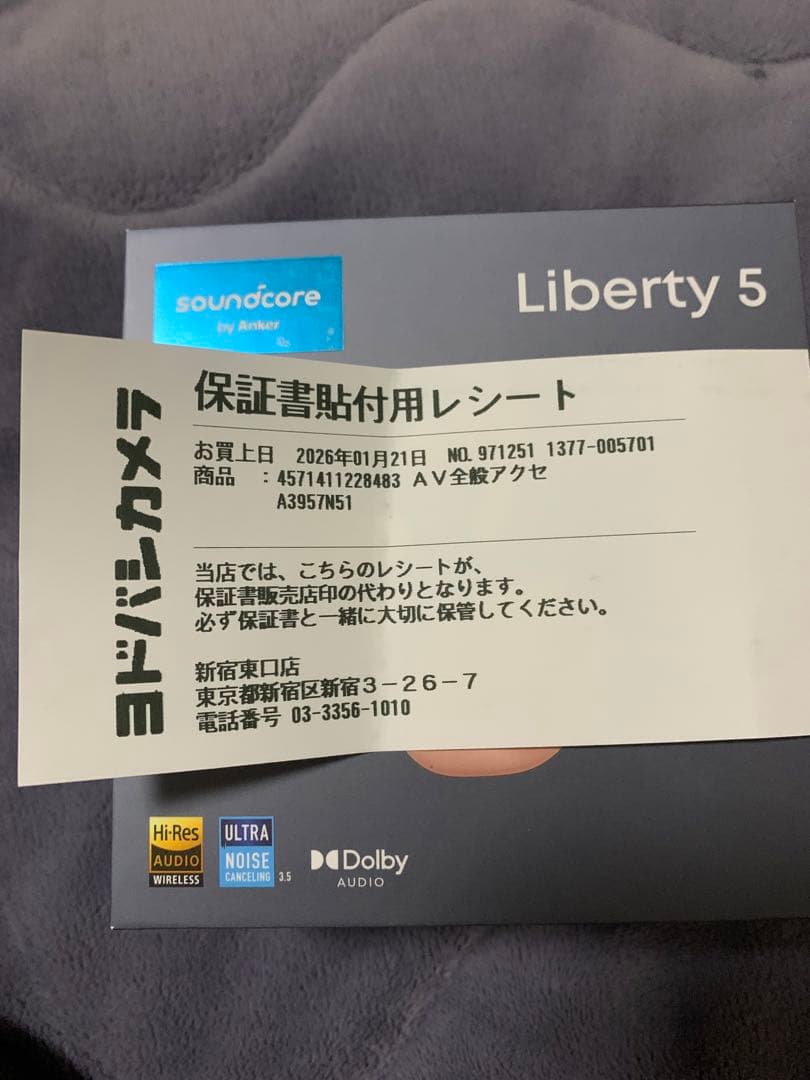 soundcore
by Anker
Liberty 5
ヨドバシカメラ
保証書貼付用レシート
お買上日 2026年01月21日 NO. 971251 1377-005701
商品 :4571411228483 AV全般アクセ
A3957N51
当店では、こちらのレシートが、
保証書販売店印の代わりとなります。
必ず保証書と一緒に大切に保管してください。
新宿東口店
東京都新宿区新宿3-26-7
電話番号 03-3356-1010
Hi-Res
AUDIO
WIRELESS
ULTRA
NOISE
CANCELING 3.5
Dolby
AUDIO